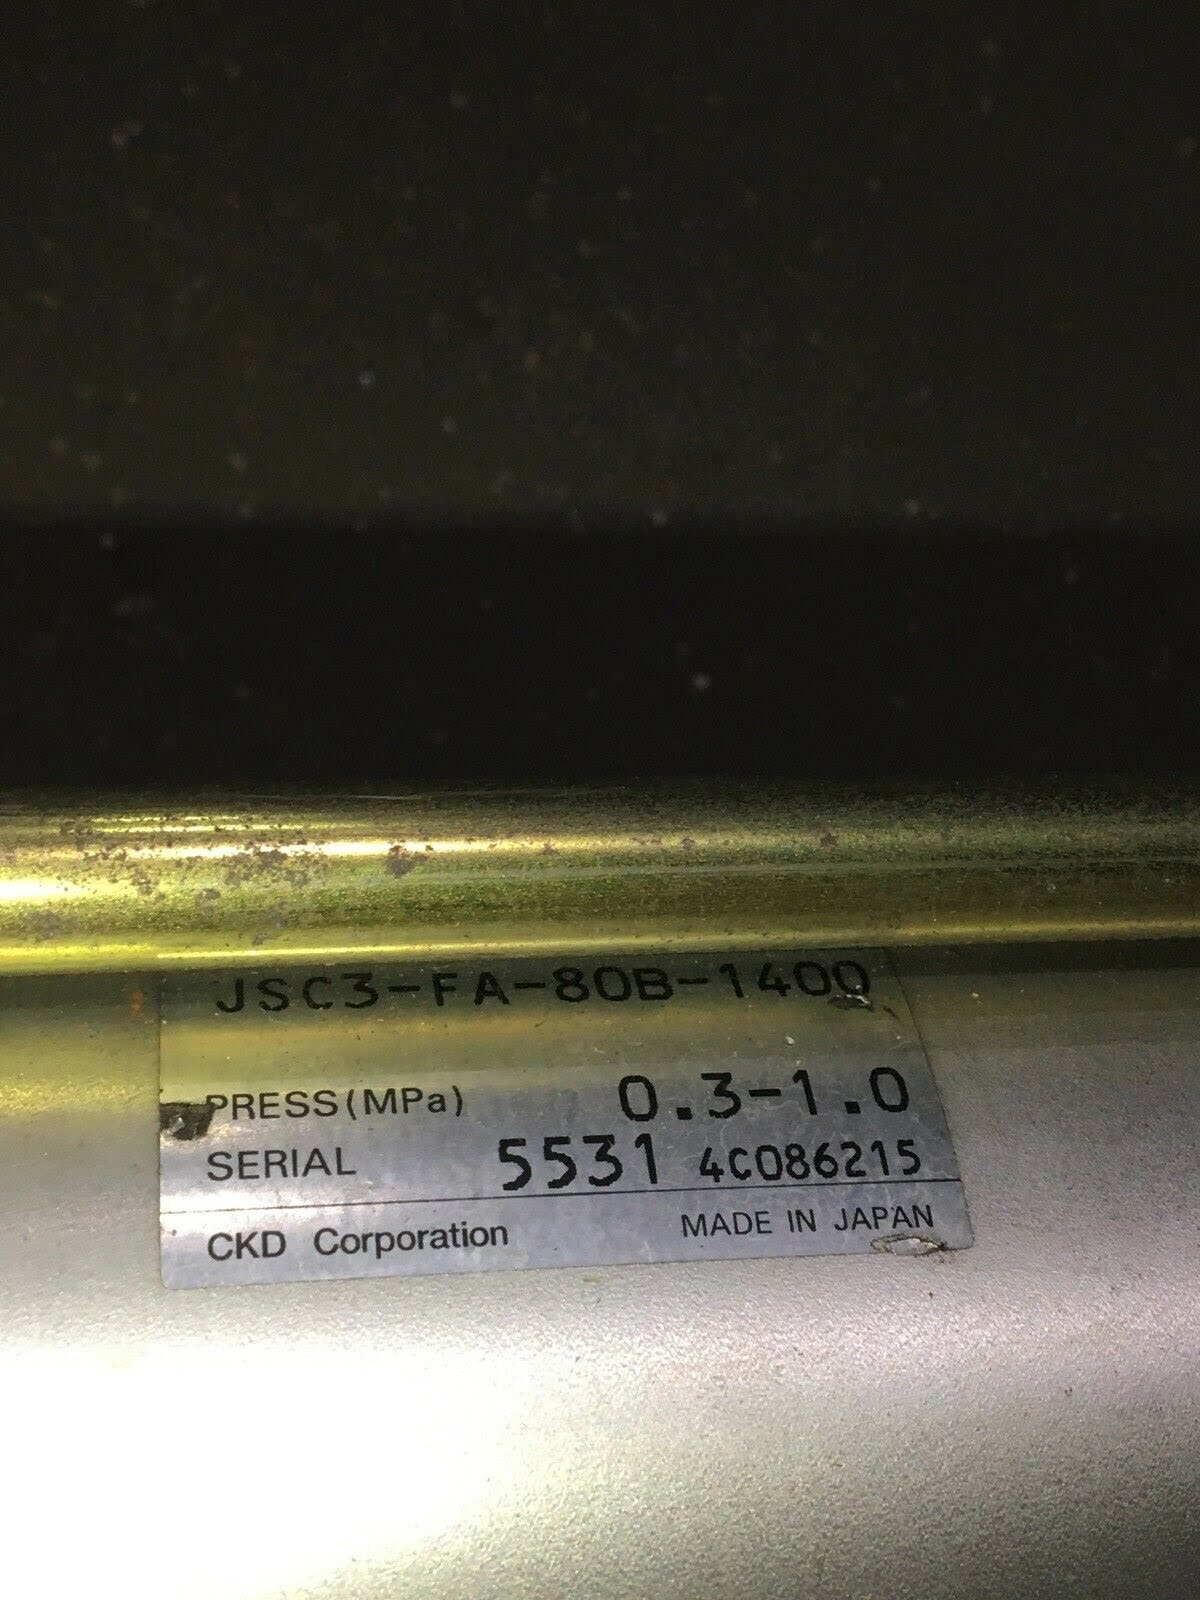 JSC3-FA-80B-1400
PRESS(MPa) 0.3-1.0
SERIAL 5531 4C086215
CKD Corporation MADE IN JAPAN